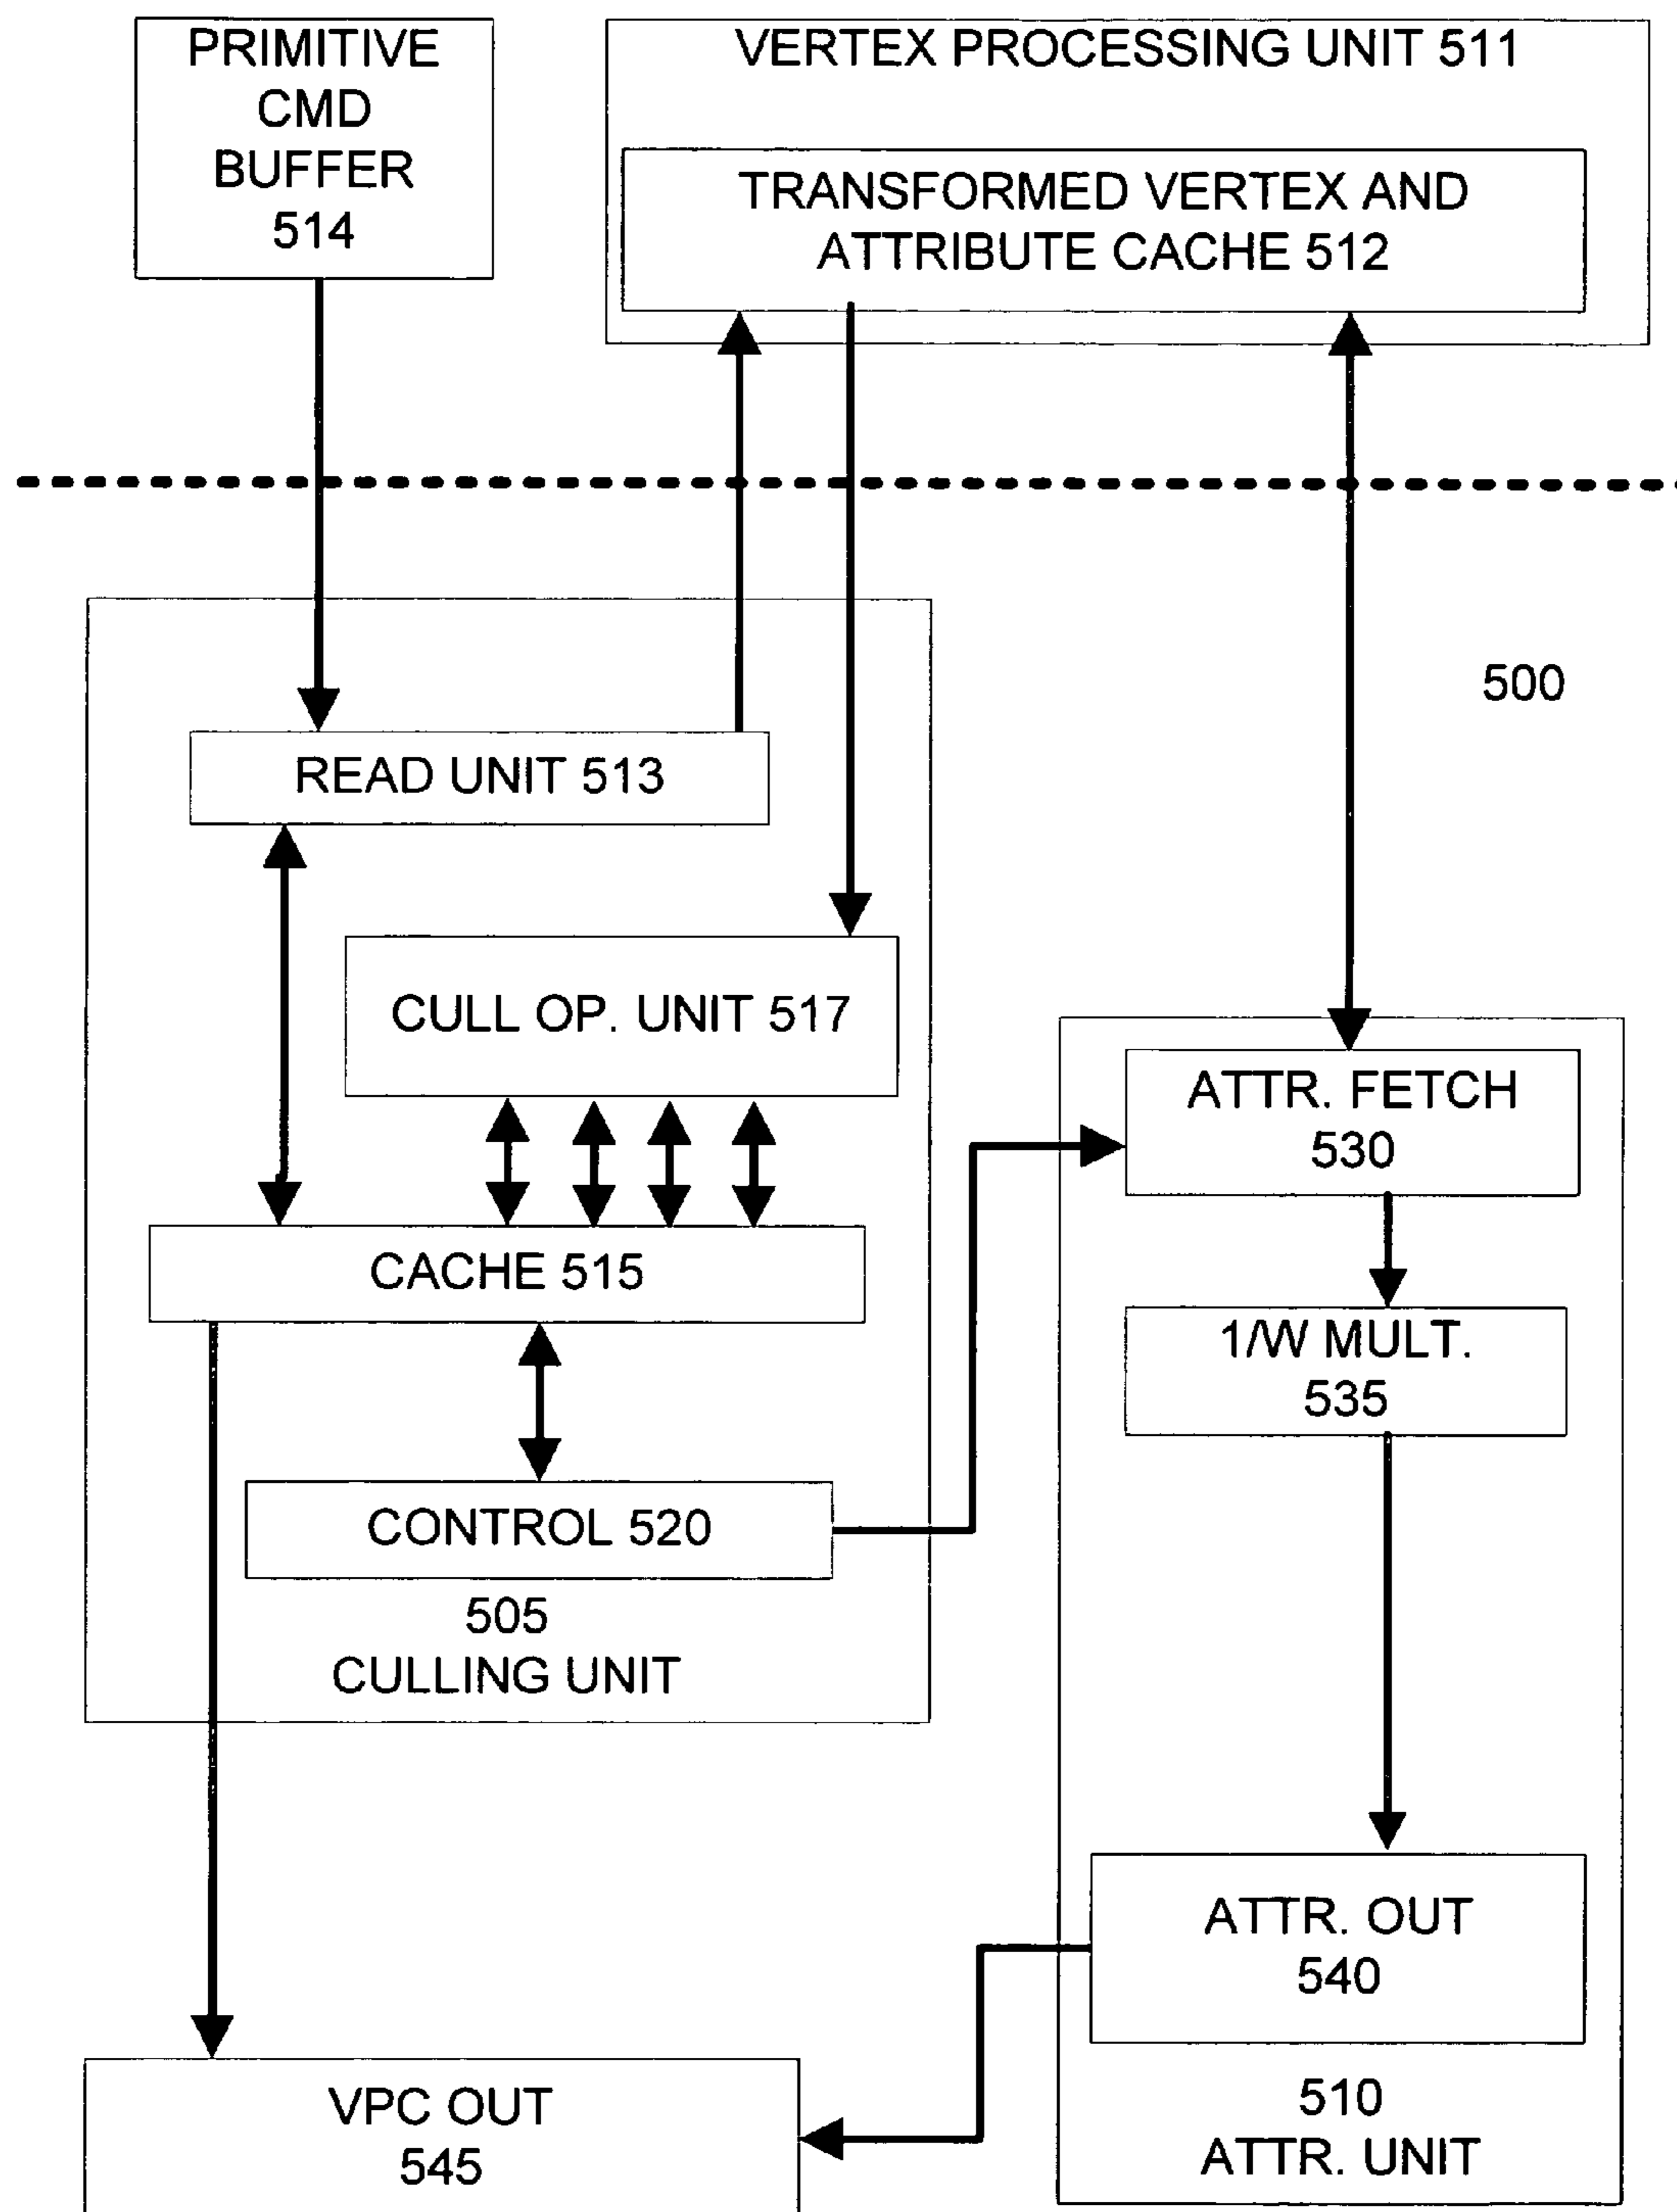 PRIMITIVE
CMD
BUFFER
514
VERTEX PROCESSING UNIT 511
TRANSFORMED VERTEX AND
ATTRIBUTE CACHE 512
500
READ UNIT 513
CULL OP. UNIT 517
ATTR. FETCH
530
CACHE 515
1/W MULT.
535
CONTROL 520
505
CULLING UNIT
ATTR. OUT
540
510
ATTR. UNIT
VPC OUT
545